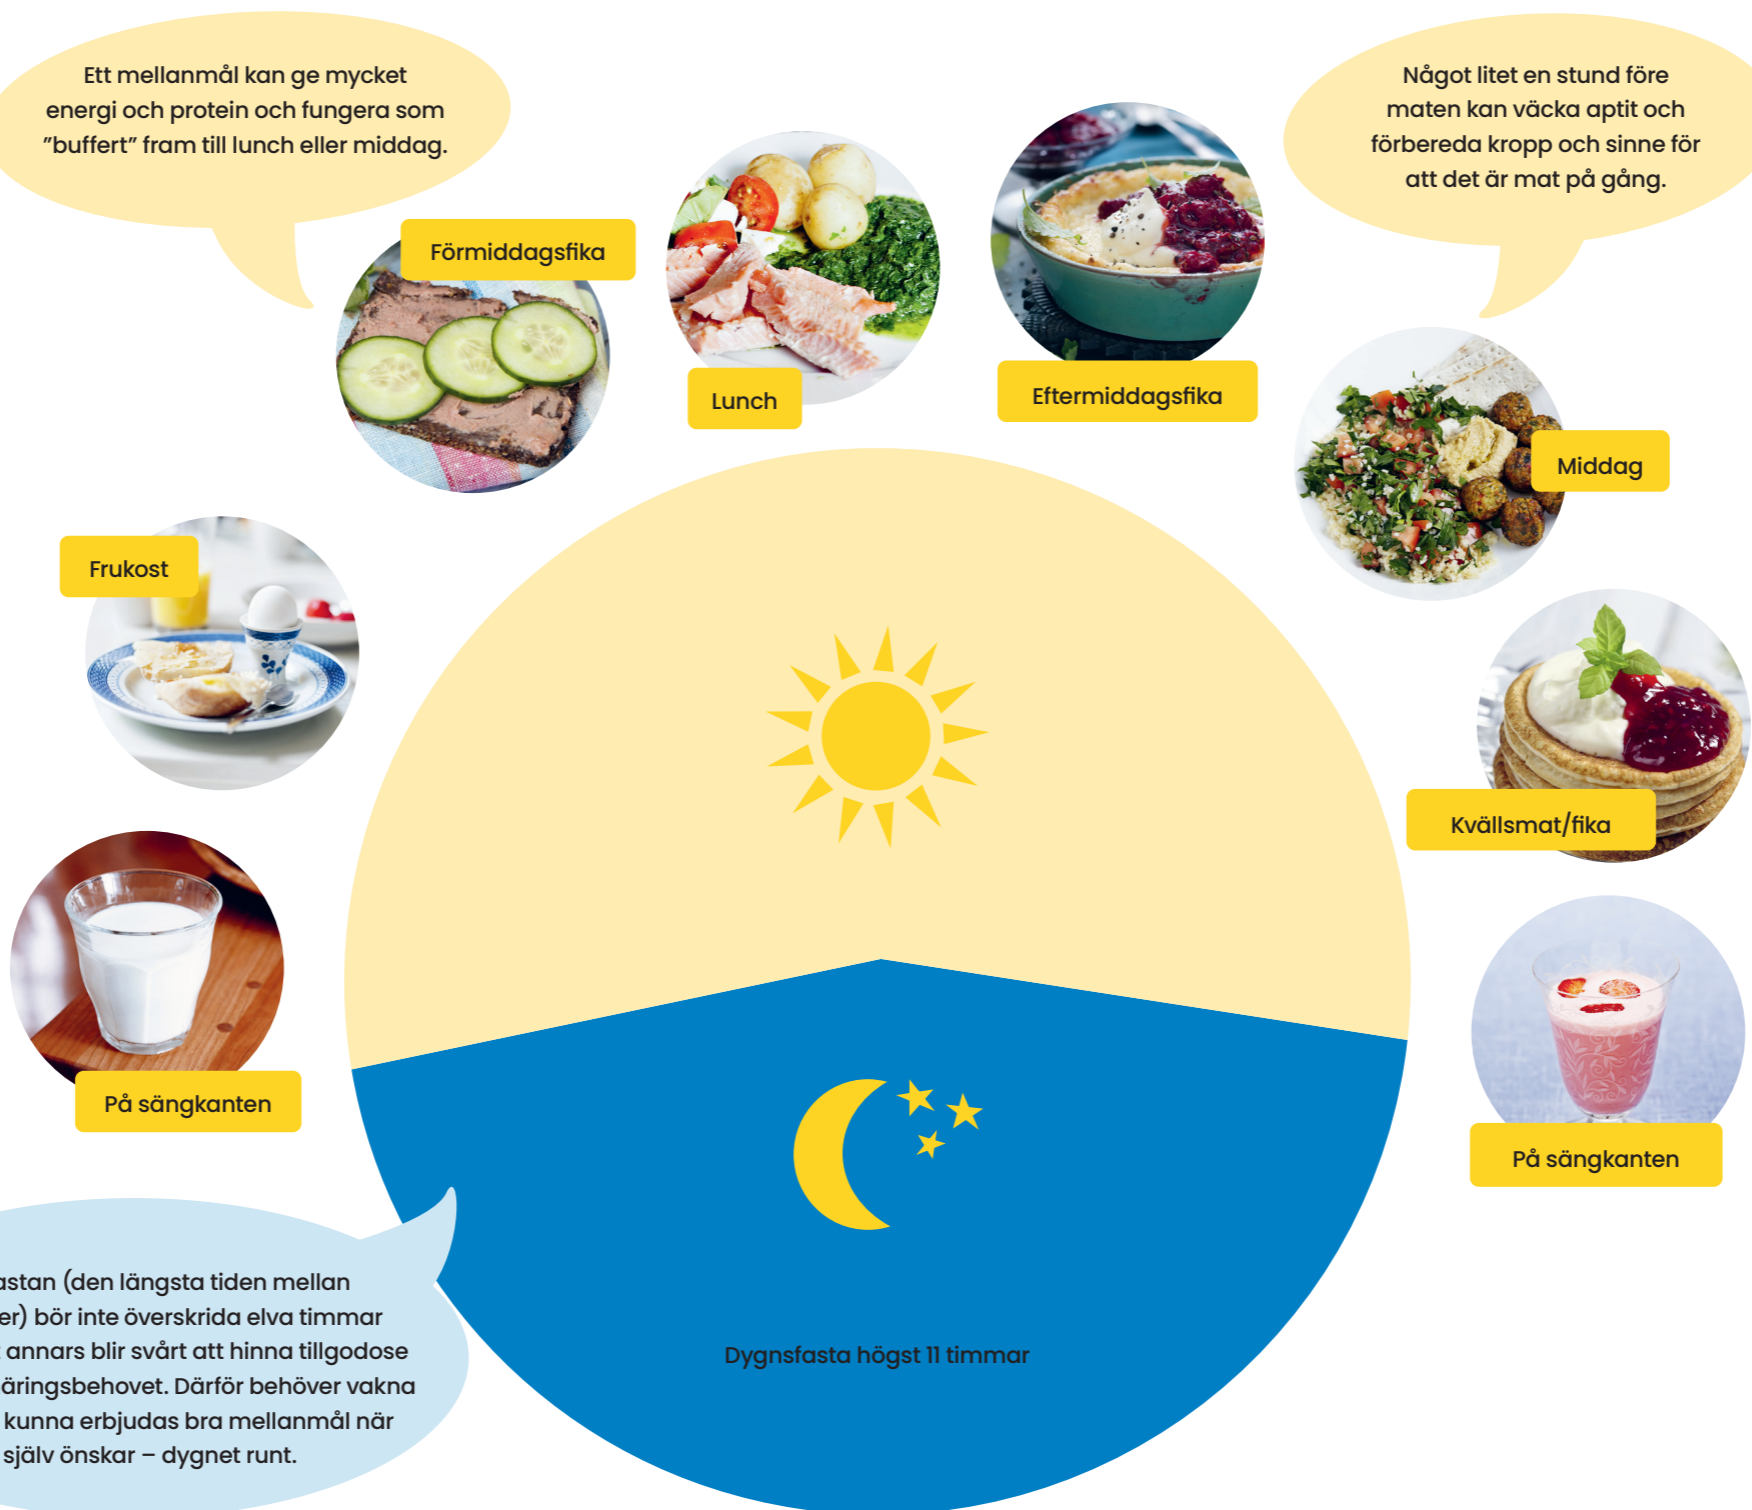 Ett mellanmål kan ge mycket
energi och protein och fungera som
”buffert” fram till lunch eller middag.
Något litet en stund före
maten kan väcka aptit och
förbereda kropp och sinne för
att det är mat på gång.
Förmiddagsfika
Lunch
Eftermiddagsfika
Middag
Frukost
Kvällsmat/fika
På sängkanten
På sängkanten
(den längsta tiden mellan
bör inte överskrida elva timmar
annars blir svårt att hinna tillgodose
Därför behöver vakna
kunna erbjudas bra mellanmål när
själv önskar – dygnet runt.
Dygnsfasta högst 11 timmar